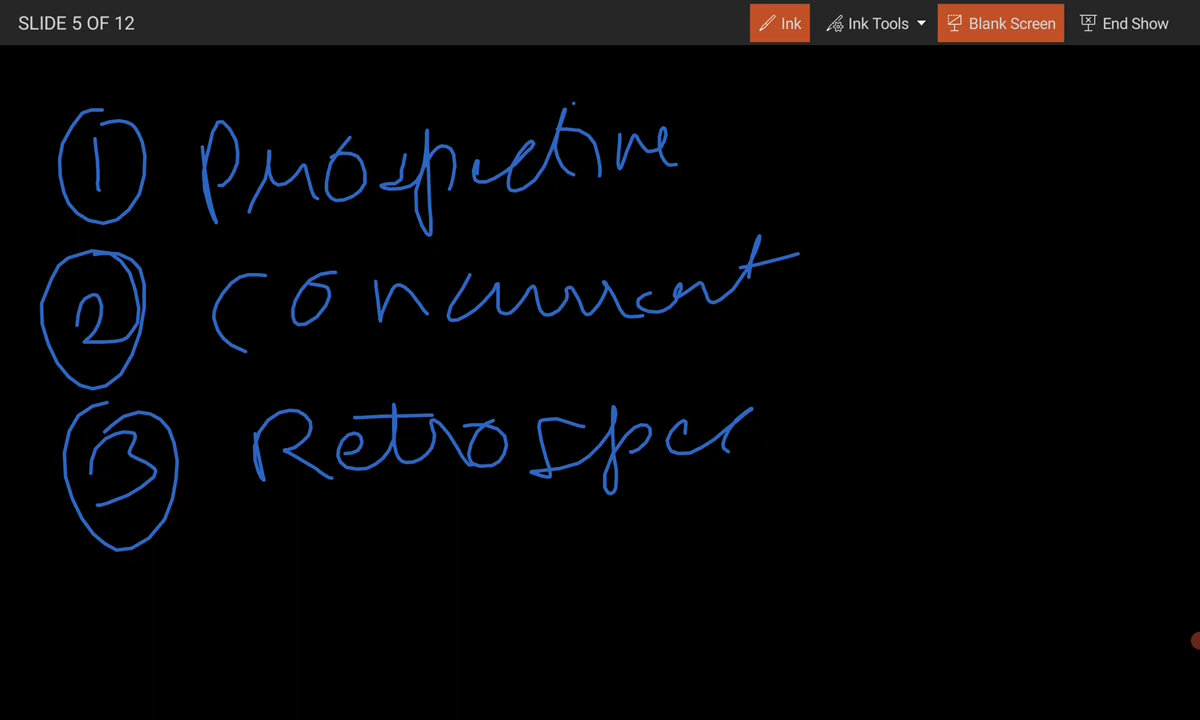 SLIDE 5 OF 12 Ink Ink Tools Blank Screen End Show
1 Prospective
2 Concurrent
3 Retrospec